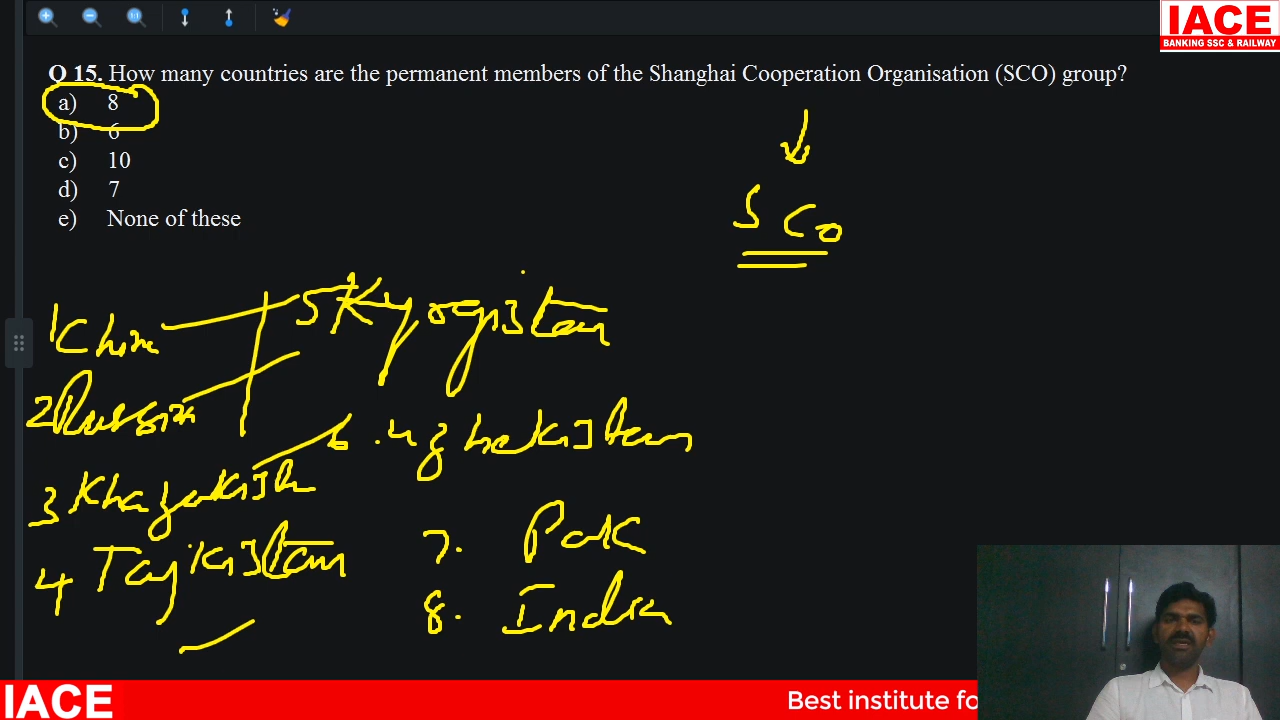 IACE
BANKING SSC & RAILWAY
Q 15. How many countries are the permanent members of the Shanghai Cooperation Organisation (SCO) group?
a) 8
b) 6
c) 10
d) 7
e) None of these
SCO
1 China
2 Russia
3 Khazakist
4 Tajikistan
5 Kyrogistan
6. uzbekistan
7. Pak
8. India
IACE
Best institute fo